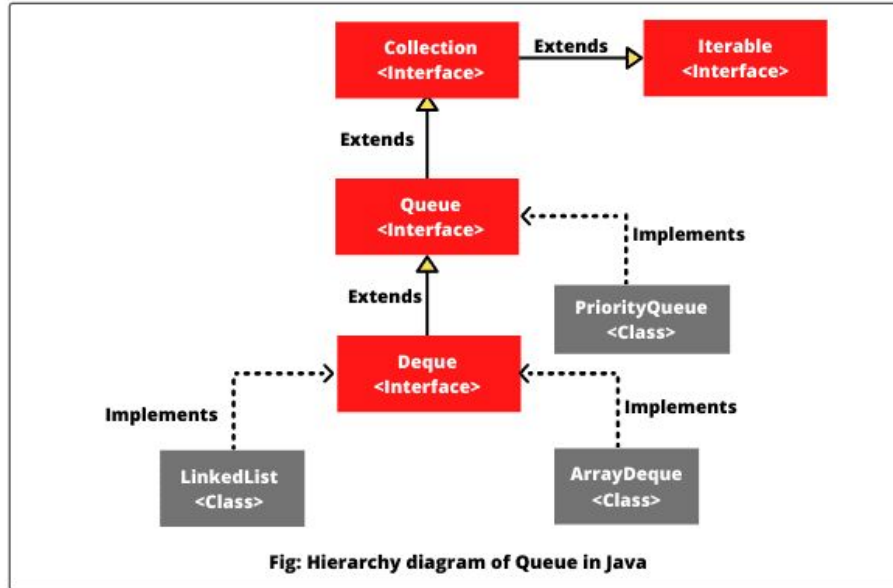 Collection
<Interface>
Extends
Iterable
<Interface>
Extends
Queue
<Interface>
Implements
Extends
PriorityQueue
<Class>
Deque
<Interface>
Implements
Implements
LinkedList
<Class>
ArrayDeque
<Class>
Fig: Hierarchy diagram of Queue in Java